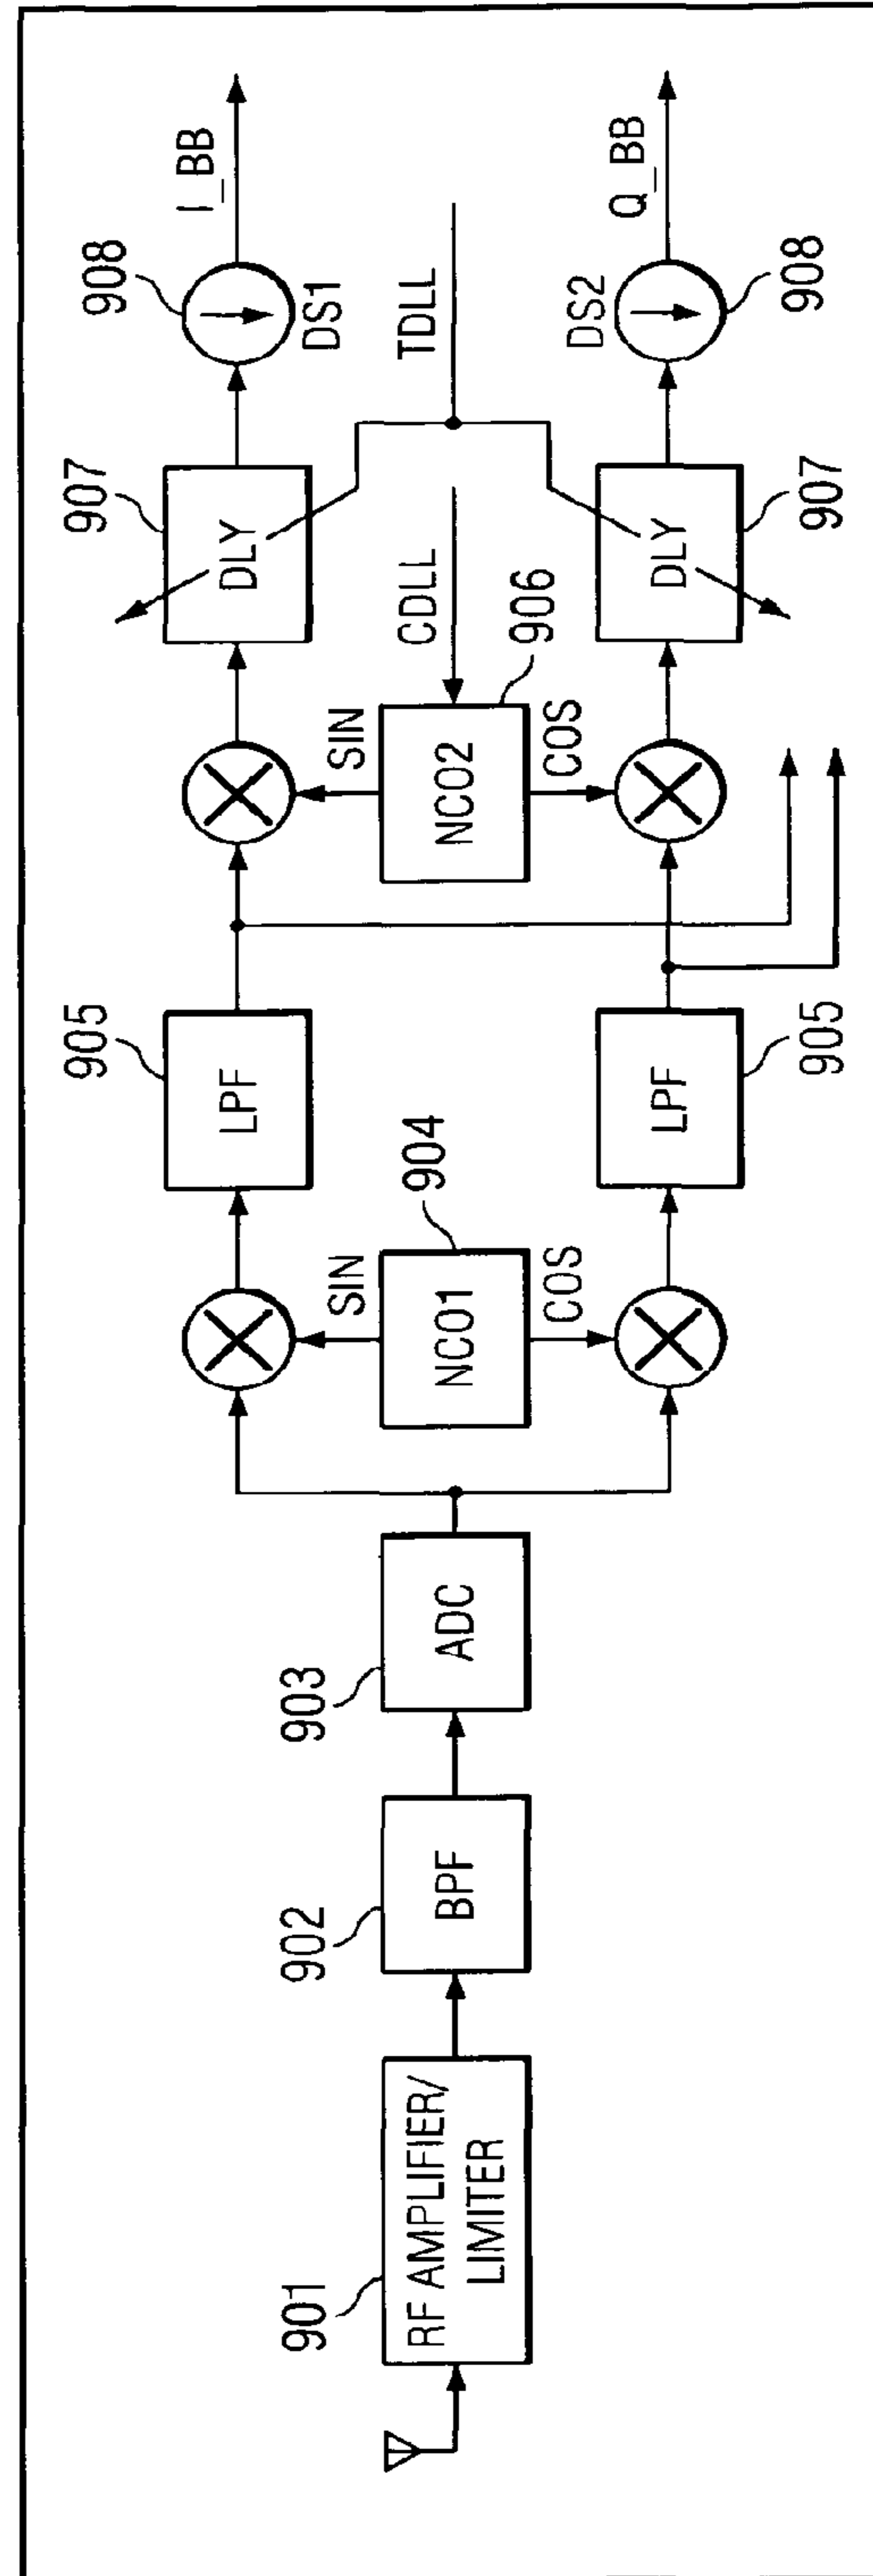 901
RF AMPLIFIER/
LIMITER
902
BPF
903
ADC
904
NCO1
SIN
COS
905
LPF
905
LPF
906
NCO2
SIN
COS
CDLL
907
DLY
907
DLY
TDLL
908
DS1
I_BB
DS2
908
Q_BB